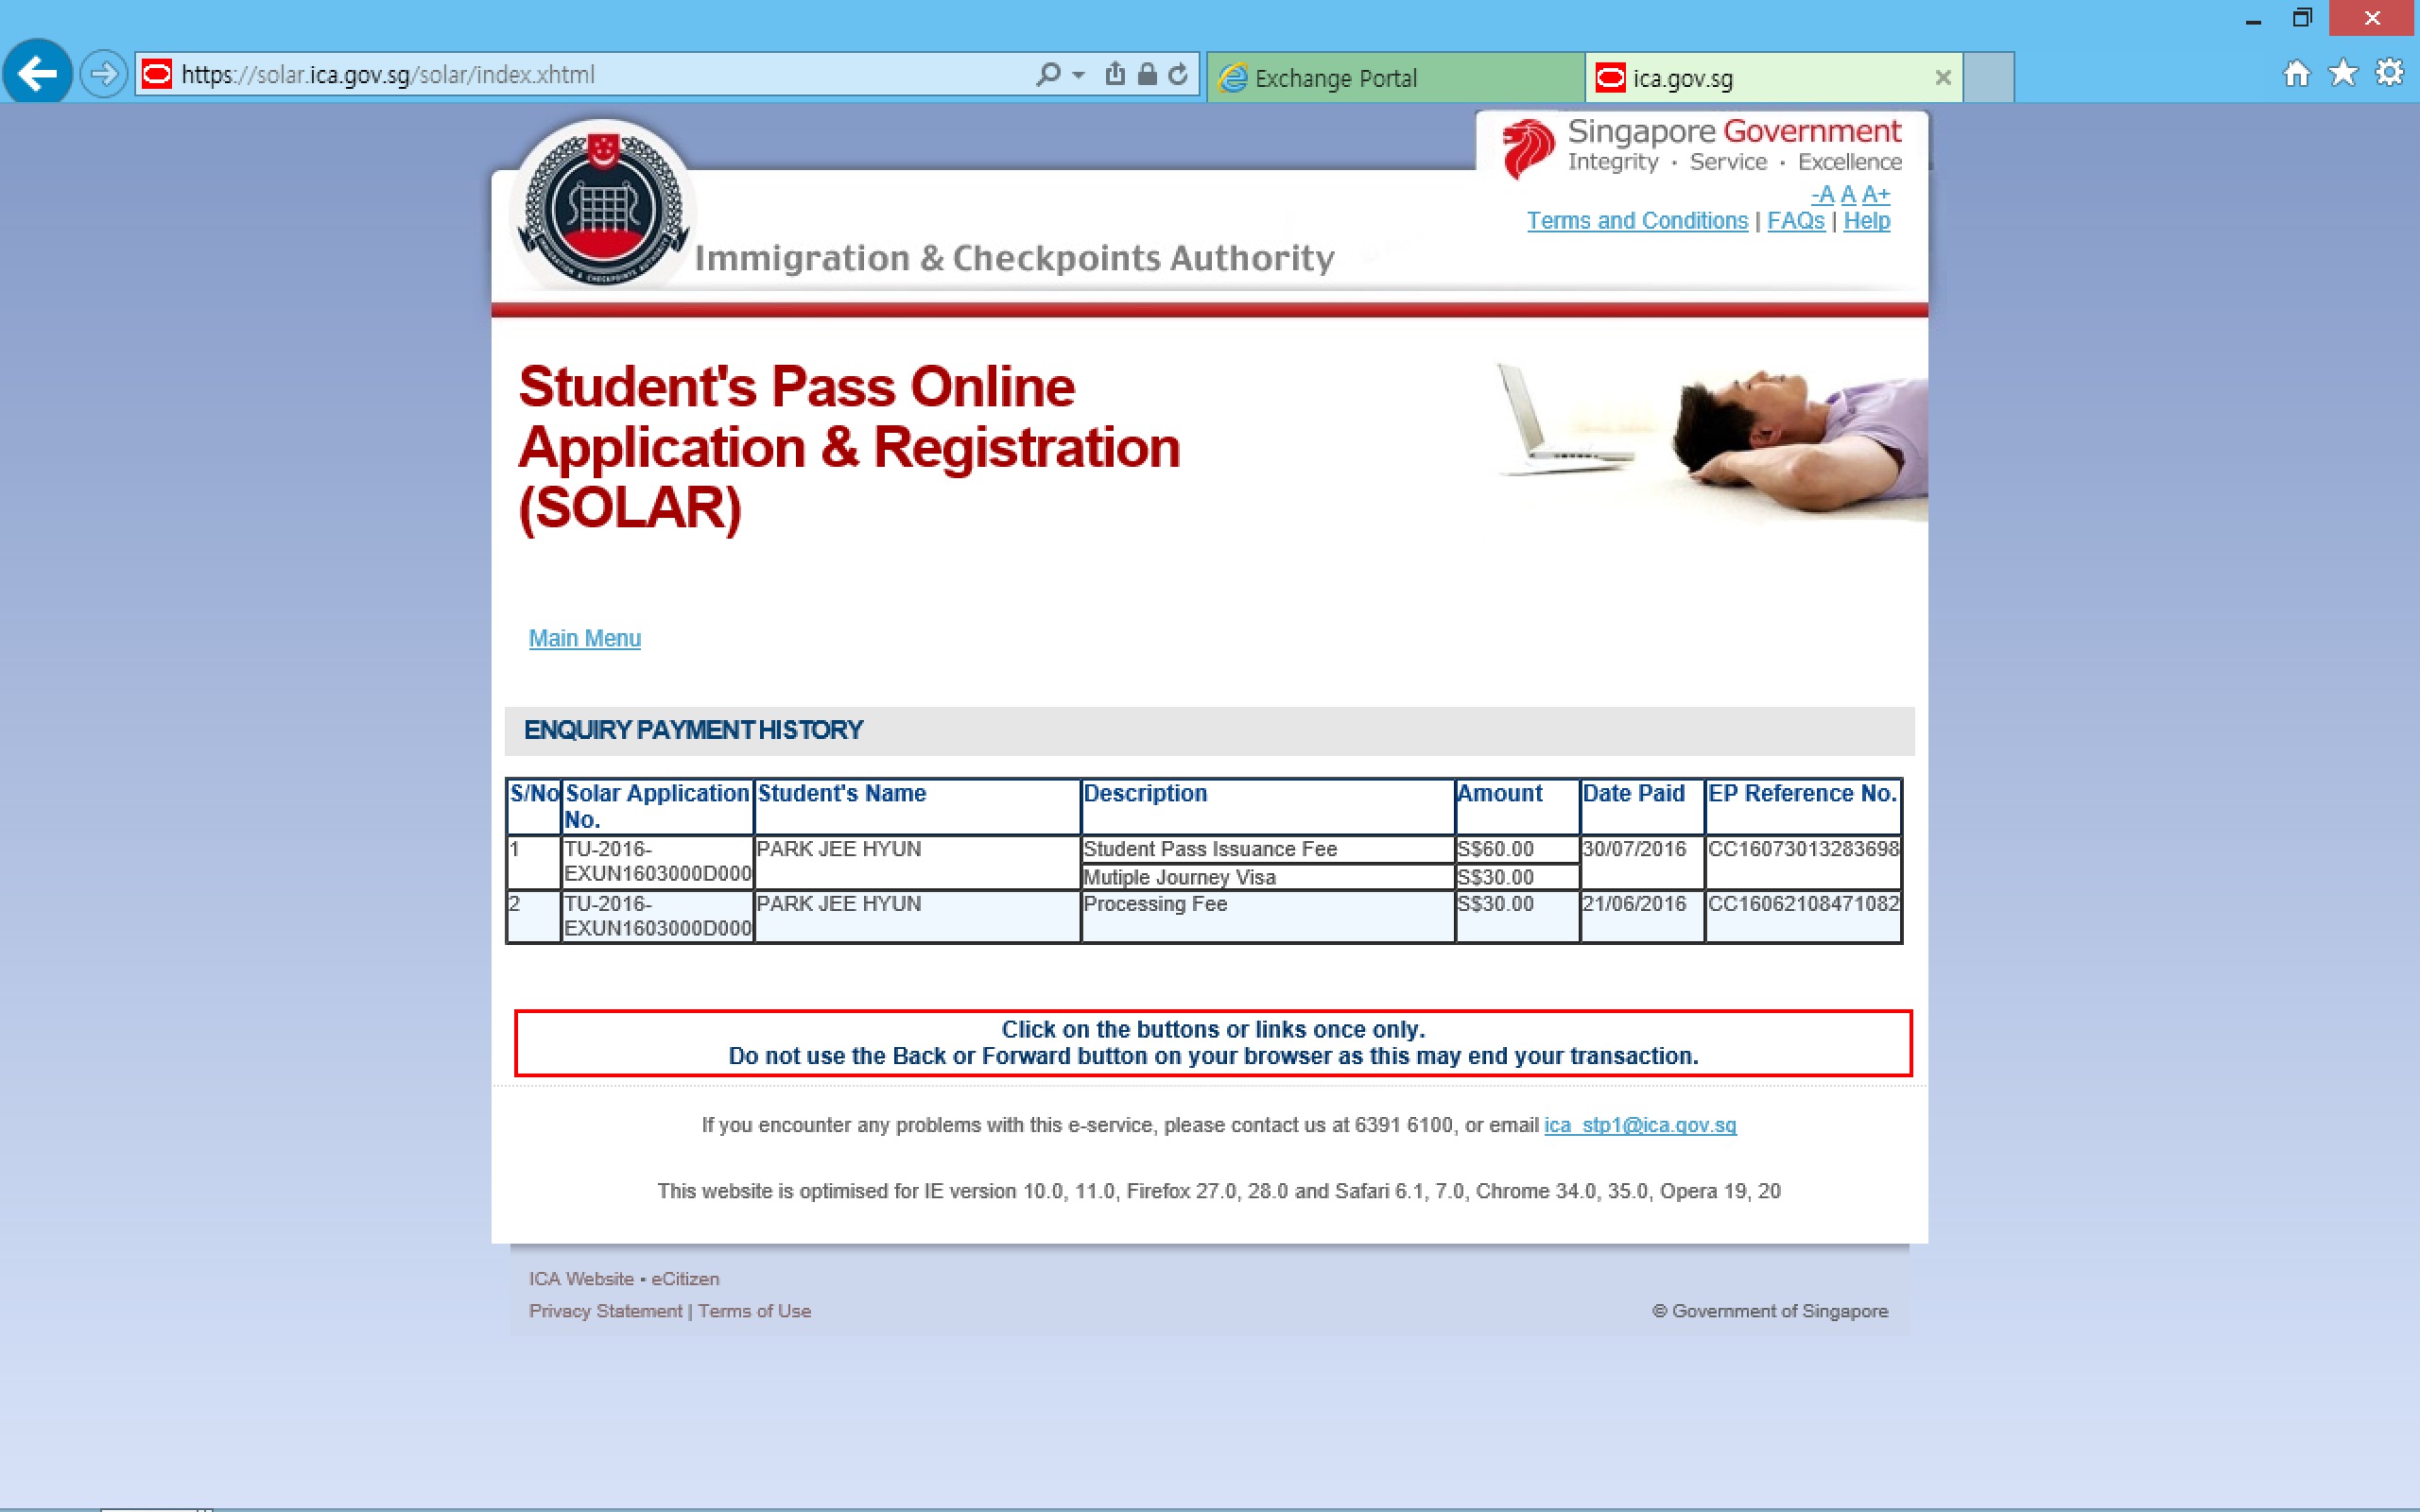 https://solar.ica.gov.sg/solar/index.xhtml
Exchange Portal
ica.gov.sg
Singapore Government
Integrity · Service · Excellence
-A A A+
Terms and Conditions | FAQs | Help
Immigration & Checkpoints Authority
Student's Pass Online
Application & Registration
(SOLAR)
Main Menu
ENQUIRY PAYMENT HISTORY
S/No Solar Application No. Student's Name Description Amount Date Paid EP Reference No.
1 TU-2016-EXUN1603000D000 PARK JEE HYUN Student Pass Issuance Fee S$60.00 30/07/2016 CC16073013283698
Mutiple Journey Visa S$30.00
2 TU-2016-EXUN1603000D000 PARK JEE HYUN Processing Fee S$30.00 21/06/2016 CC16062108471082
Click on the buttons or links once only.
Do not use the Back or Forward button on your browser as this may end your transaction.
If you encounter any problems with this e-service, please contact us at 6391 6100, or email ica_stp1@ica.gov.sg
This website is optimised for IE version 10.0, 11.0, Firefox 27.0, 28.0 and Safari 6.1, 7.0, Chrome 34.0, 35.0, Opera 19, 20
ICA Website • eCitizen
Privacy Statement | Terms of Use
© Government of Singapore